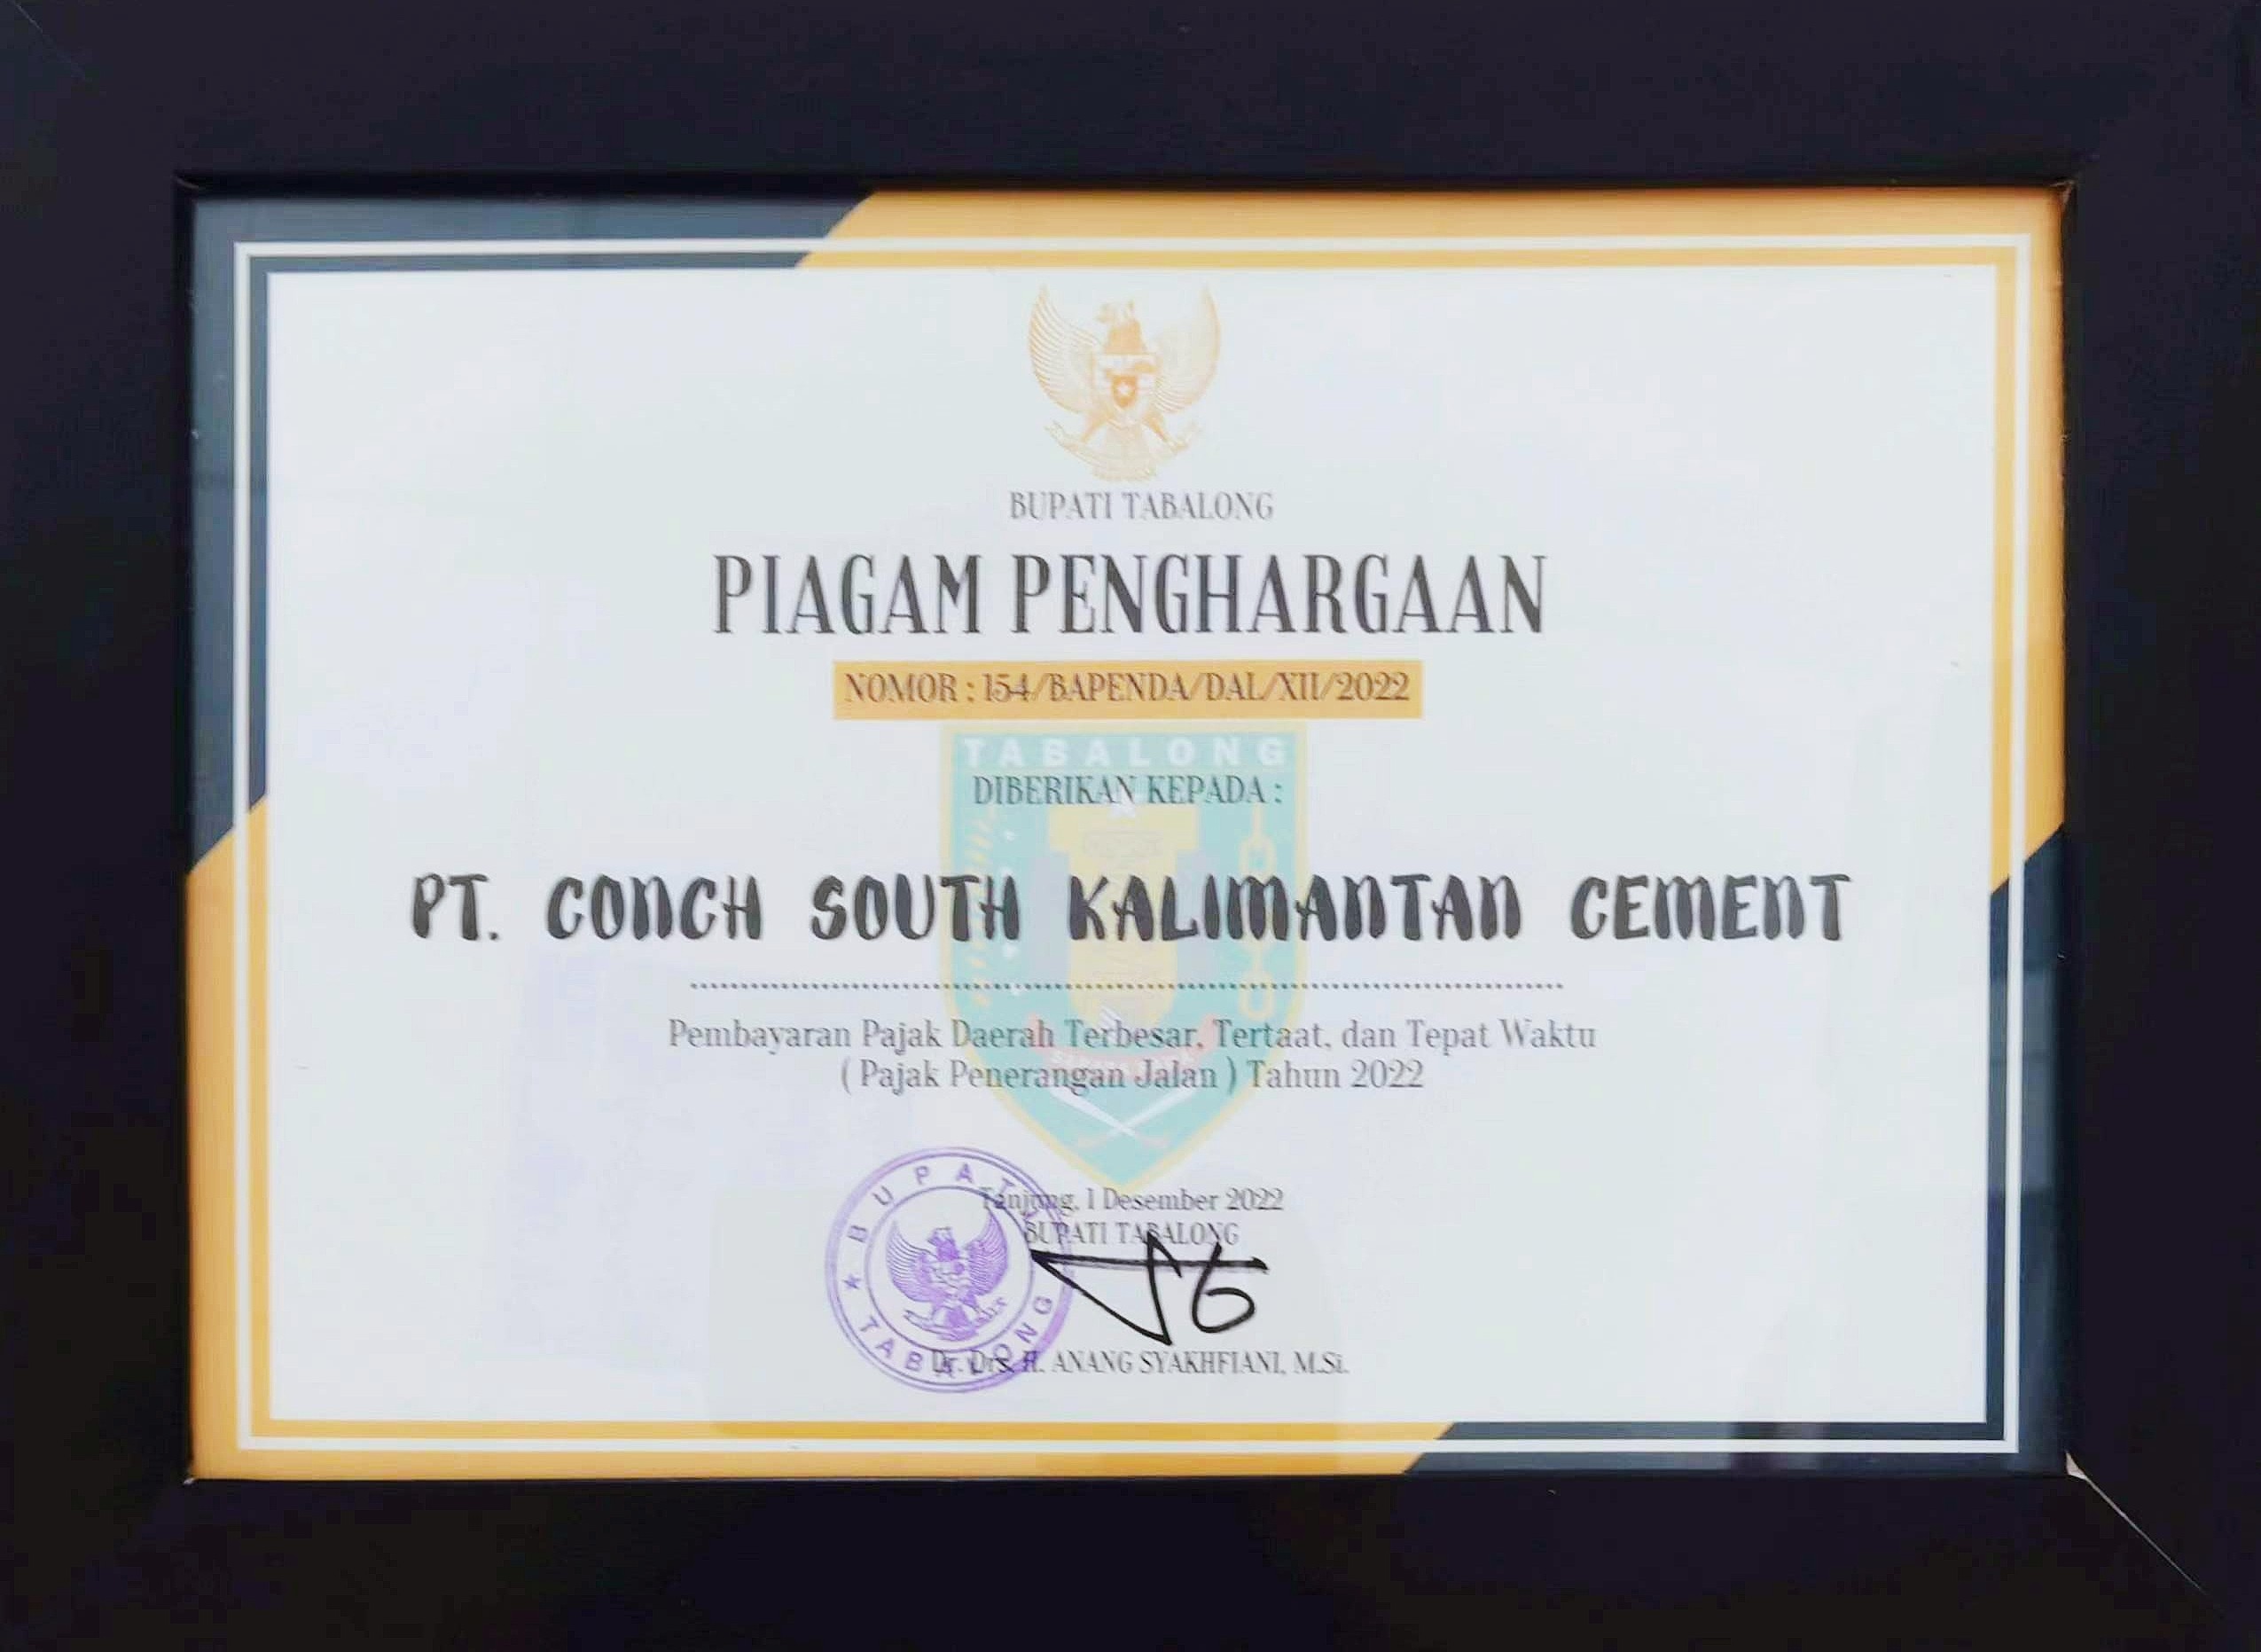 BUPATI TABALONG
PIAGAM PENGHARGAAN
NOMOR : 154/BAPENDA/DAL/XII/2022
TABALONG
DIBERIKAN KEPADA :
PT. CONCH SOUTH KALIMANTAN CEMENT
Pembayaran Pajak Daerah Terbesar, Tertaat, dan Tepat Waktu
( Pajak Penerangan Jalan ) Tahun 2022
Tanjung, 1 Desember 2022
BUPATI TABALONG
BUPATI
TABALONG
Dr. Drs. H. ANANG SYAKHFIANI, M.Si.